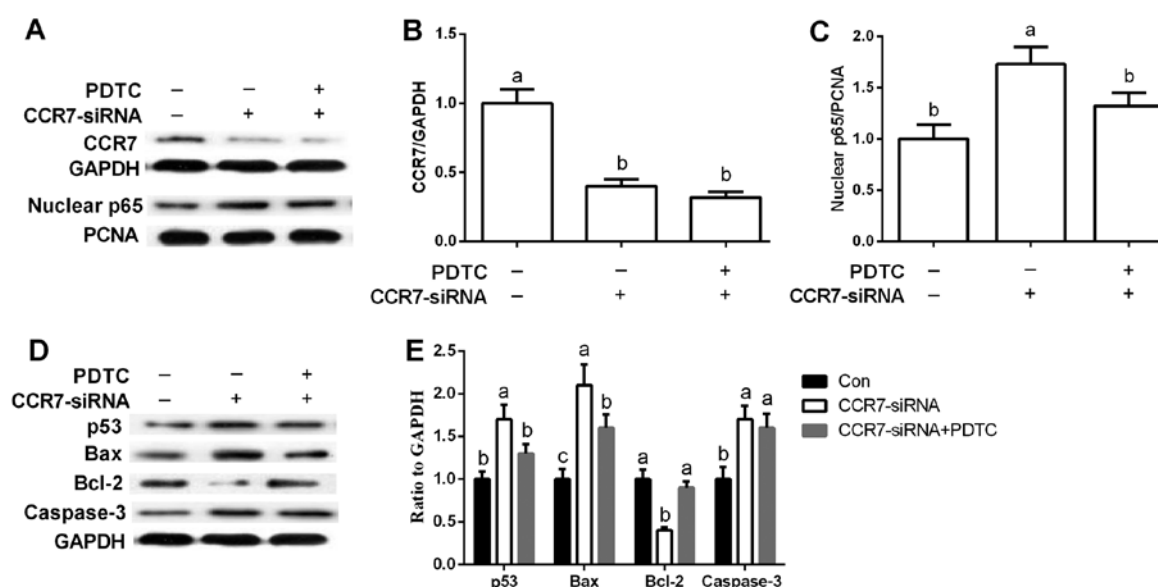 A
PDTC – – +
CCR7-siRNA – + +
CCR7
GAPDH
Nuclear p65
PCNA
B
CCR7/GAPDH
1.5
1.0
0.5
0.0
a
b
b
PDTC – – +
CCR7-siRNA – + +
C
Nuclear p65/PCNA
2.0
1.5
1.0
0.5
0.0
b
a
b
PDTC – – +
CCR7-siRNA – + +
D
PDTC – – +
CCR7-siRNA – + +
p53
Bax
Bcl-2
Caspase-3
GAPDH
E
Ratio to GAPDH
2.5
2.0
1.5
1.0
0.5
0.0
b a b
c a b
a b a
b a a
p53 Bax Bcl-2 Caspase-3
Con
CCR7-siRNA
CCR7-siRNA+PDTC